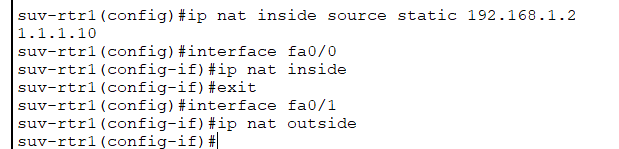 suv-rtr1(config)#ip nat inside source static 192.168.1.2
1.1.1.10
suv-rtr1(config)#interface fa0/0
suv-rtr1(config-if)#ip nat inside
suv-rtr1(config-if)#exit
suv-rtr1(config)#interface fa0/1
suv-rtr1(config-if)#ip nat outside
suv-rtr1(config-if)#